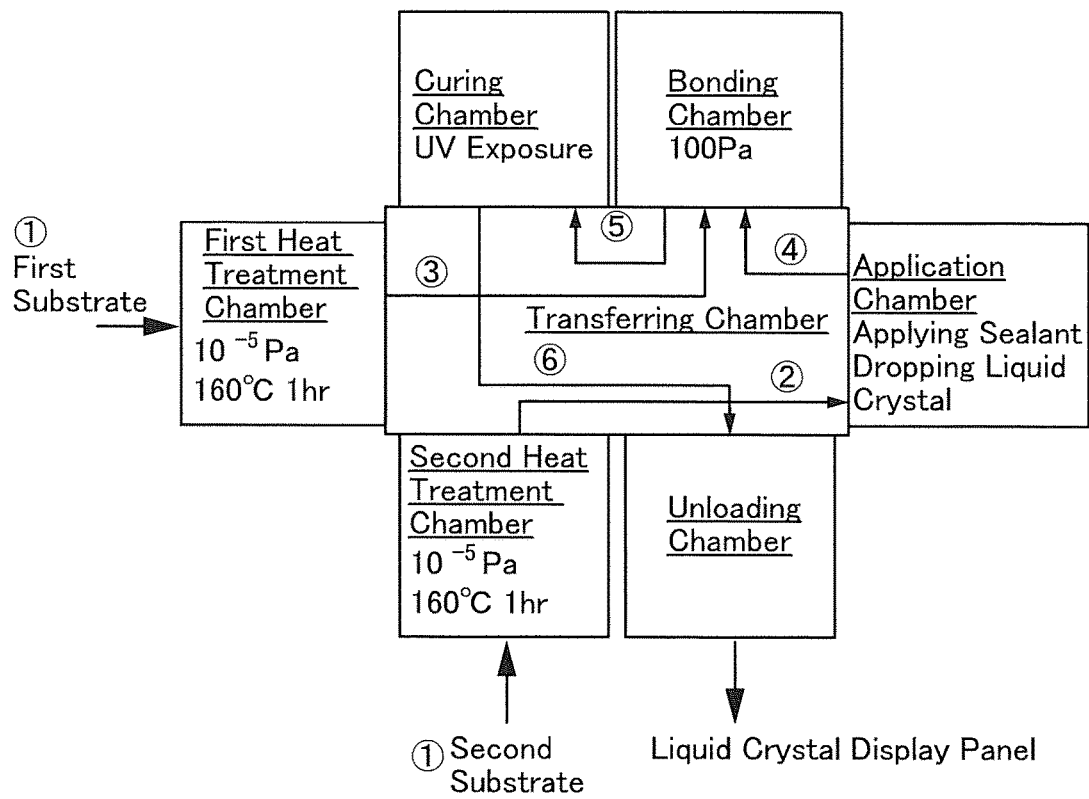 Curing
Chamber
UV Exposure
Bonding
Chamber
100Pa
①
First
Substrate
First Heat
Treatment
Chamber
10⁻⁵ Pa
160℃ 1hr
③
⑤
④
Transferring Chamber
⑥
②
Application
Chamber
Applying Sealant
Dropping Liquid
Crystal
Second Heat
Treatment
Chamber
10⁻⁵ Pa
160℃ 1hr
Unloading
Chamber
① Second
Substrate
Liquid Crystal Display Panel